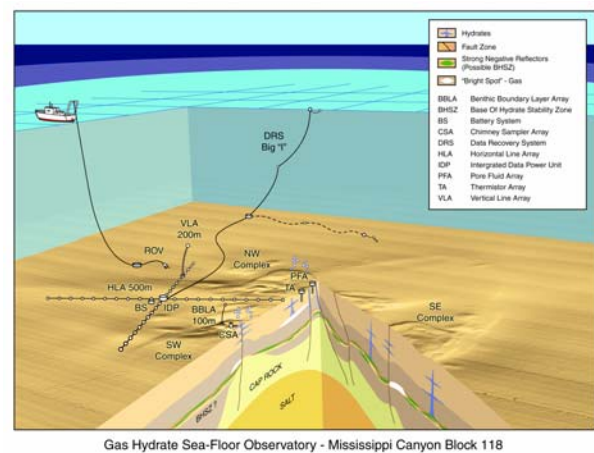 Hydrates
Fault Zone
Strong Negative Reflectors
(Possible BHSZ)
"Bright Spot" - Gas
BBLA Benthic Boundary Layer Array
BHSZ Base Of Hydrate Stability Zone
BS Battery System
CSA Chimney Sampler Array
DRS Data Recovery System
HLA Horizontal Line Array
IDP Intergrated Data Power Unit
PFA Pore Fluid Array
TA Thermistor Array
VLA Vertical Line Array
DRS
Big "I"
VLA
200m
ROV
NW
Complex
PFA
TA
HLA 500m
BS IDP
BBLA
100m
CSA
SW
Complex
SE
Complex
CAP ROCK
BHSZ ?
SALT
Gas Hydrate Sea-Floor Observatory - Mississippi Canyon Block 118